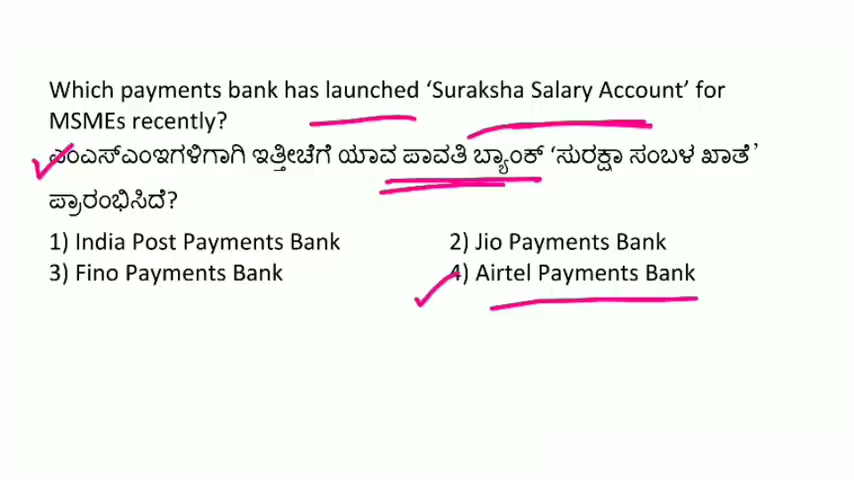 Which payments bank has launched ‘Suraksha Salary Account’ for
MSMEs recently?
ಎಂಎಸ್ಎಂಇಗಳಿಗಾಗಿ ಇತ್ತೀಚೆಗೆ ಯಾವ ಪಾವತಿ ಬ್ಯಾಂಕ್ ‘ಸುರಕ್ಷಾ ಸಂಬಳ ಖಾತೆ’
ಪ್ರಾರಂಭಿಸಿದೆ?
1) India Post Payments Bank 2) Jio Payments Bank
3) Fino Payments Bank 4) Airtel Payments Bank